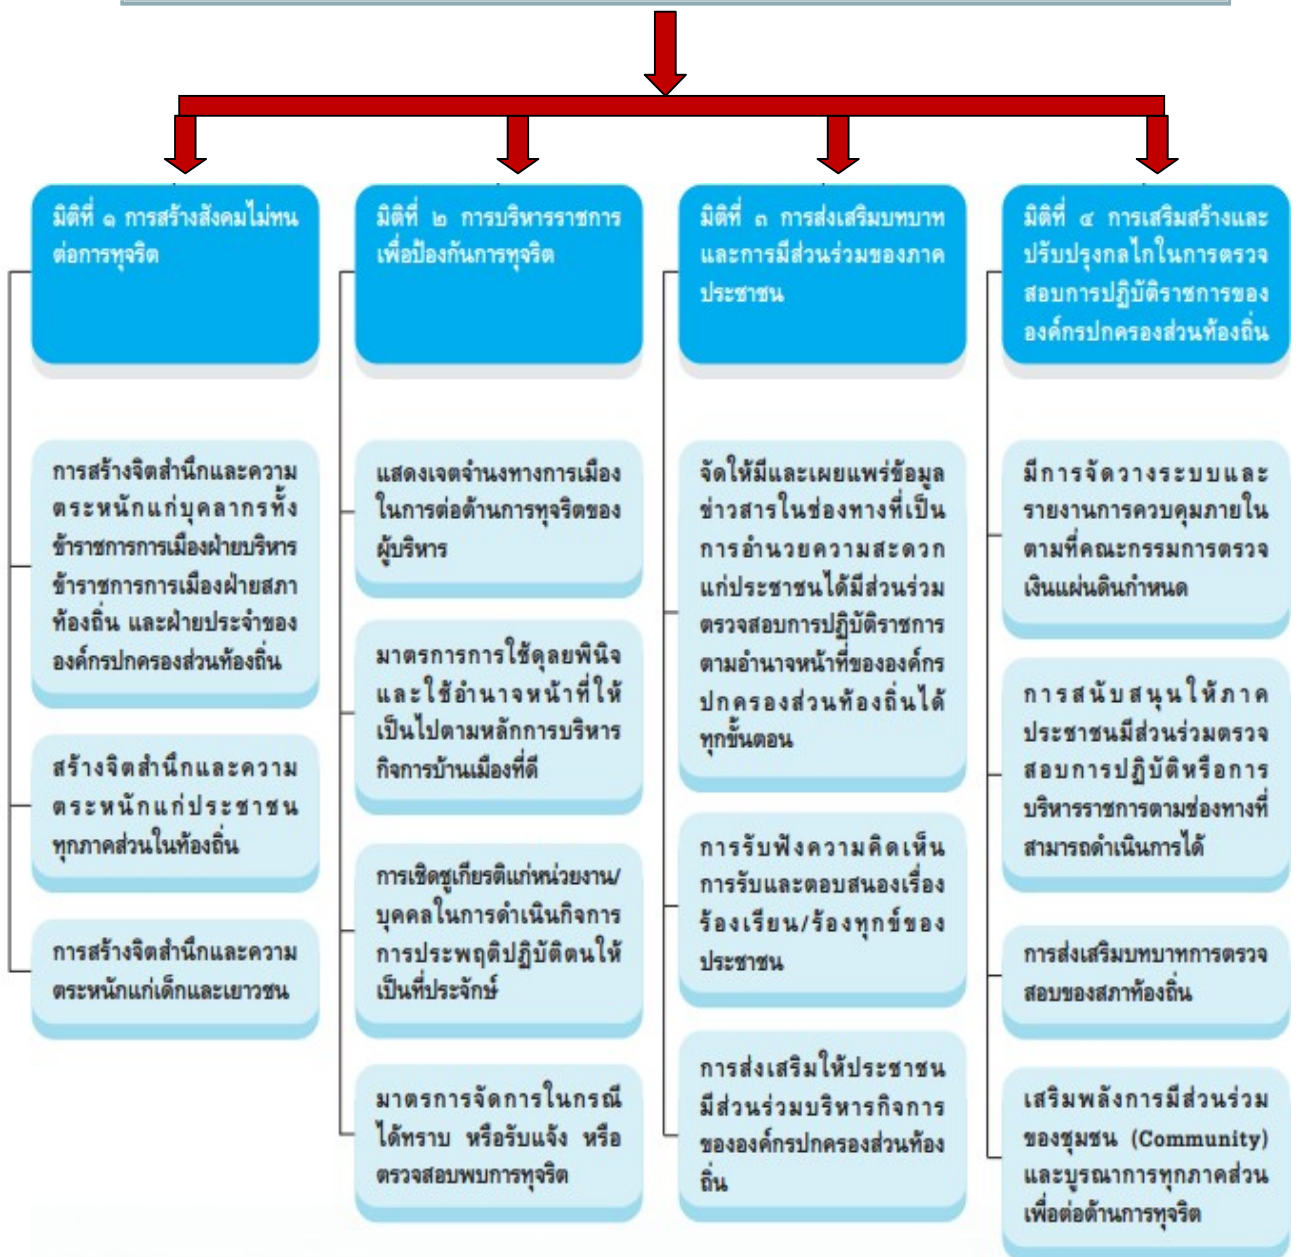 มิติที่ ๑ การสร้างสังคมไม่ทน
ต่อการทุจริต
การสร้างจิตสำนึกและความ
ตระหนักแก่บุคลากรทั้ง
ข้าราชการการเมืองฝ่ายบริหาร
ข้าราชการการเมืองฝ่ายสภา
ท้องถิ่น และฝ่ายประจำของ
องค์กรปกครองส่วนท้องถิ่น
สร้างจิตสำนึกและความ
ตระหนักแก่ประชาชน
ทุกภาคส่วนในท้องถิ่น
การสร้างจิตสำนึกและความ
ตระหนักแก่เด็กและเยาวชน
มิติที่ ๒ การบริหารราชการ
เพื่อป้องกันการทุจริต
แสดงเจตจำนงทางการเมือง
ในการต่อต้านการทุจริตของ
ผู้บริหาร
มาตรการการใช้ดุลยพินิจ
และใช้อำนาจหน้าที่ให้
เป็นไปตามหลักการบริหาร
กิจการบ้านเมืองที่ดี
การเชิดชูเกียรติแก่หน่วยงาน/
บุคคลในการดำเนินกิจการ
การประพฤติปฏิบัติตนให้
เป็นที่ประจักษ์
มาตรการจัดการในกรณี
ได้ทราบ หรือรับแจ้ง หรือ
ตรวจสอบพบการทุจริต
มิติที่ ๓ การส่งเสริมบทบาท
และการมีส่วนร่วมของภาค
ประชาชน
จัดให้มีและเผยแพร่ข้อมูล
ข่าวสารในช่องทางที่เป็น
การอำนวยความสะดวก
แก่ประชาชนได้มีส่วนร่วม
ตรวจสอบการปฏิบัติราชการ
ตามอำนาจหน้าที่ขององค์กร
ปกครองส่วนท้องถิ่นได้
ทุกขั้นตอน
การรับฟังความคิดเห็น
การรับและตอบสนองเรื่อง
ร้องเรียน/ร้องทุกข์ของ
ประชาชน
การส่งเสริมให้ประชาชน
มีส่วนร่วมบริหารกิจการ
ขององค์กรปกครองส่วนท้อง
ถิ่น
มิติที่ ๔ การเสริมสร้างและ
ปรับปรุงกลไกในการตรวจ
สอบการปฏิบัติราชการของ
องค์กรปกครองส่วนท้องถิ่น
มีการจัดวางระบบและ
รายงานการควบคุมภายใน
ตามที่คณะกรรมการตรวจ
เงินแผ่นดินกำหนด
การสนับสนุนให้ภาค
ประชาชนมีส่วนร่วมตรวจ
สอบการปฏิบัติหรือการ
บริหารราชการตามช่องทางที่
สามารถดำเนินการได้
การส่งเสริมบทบาทการตรวจ
สอบของสภาท้องถิ่น
เสริมพลังการมีส่วนร่วม
ของชุมชน (Community)
และบูรณาการทุกภาคส่วน
เพื่อต่อต้านการทุจริต